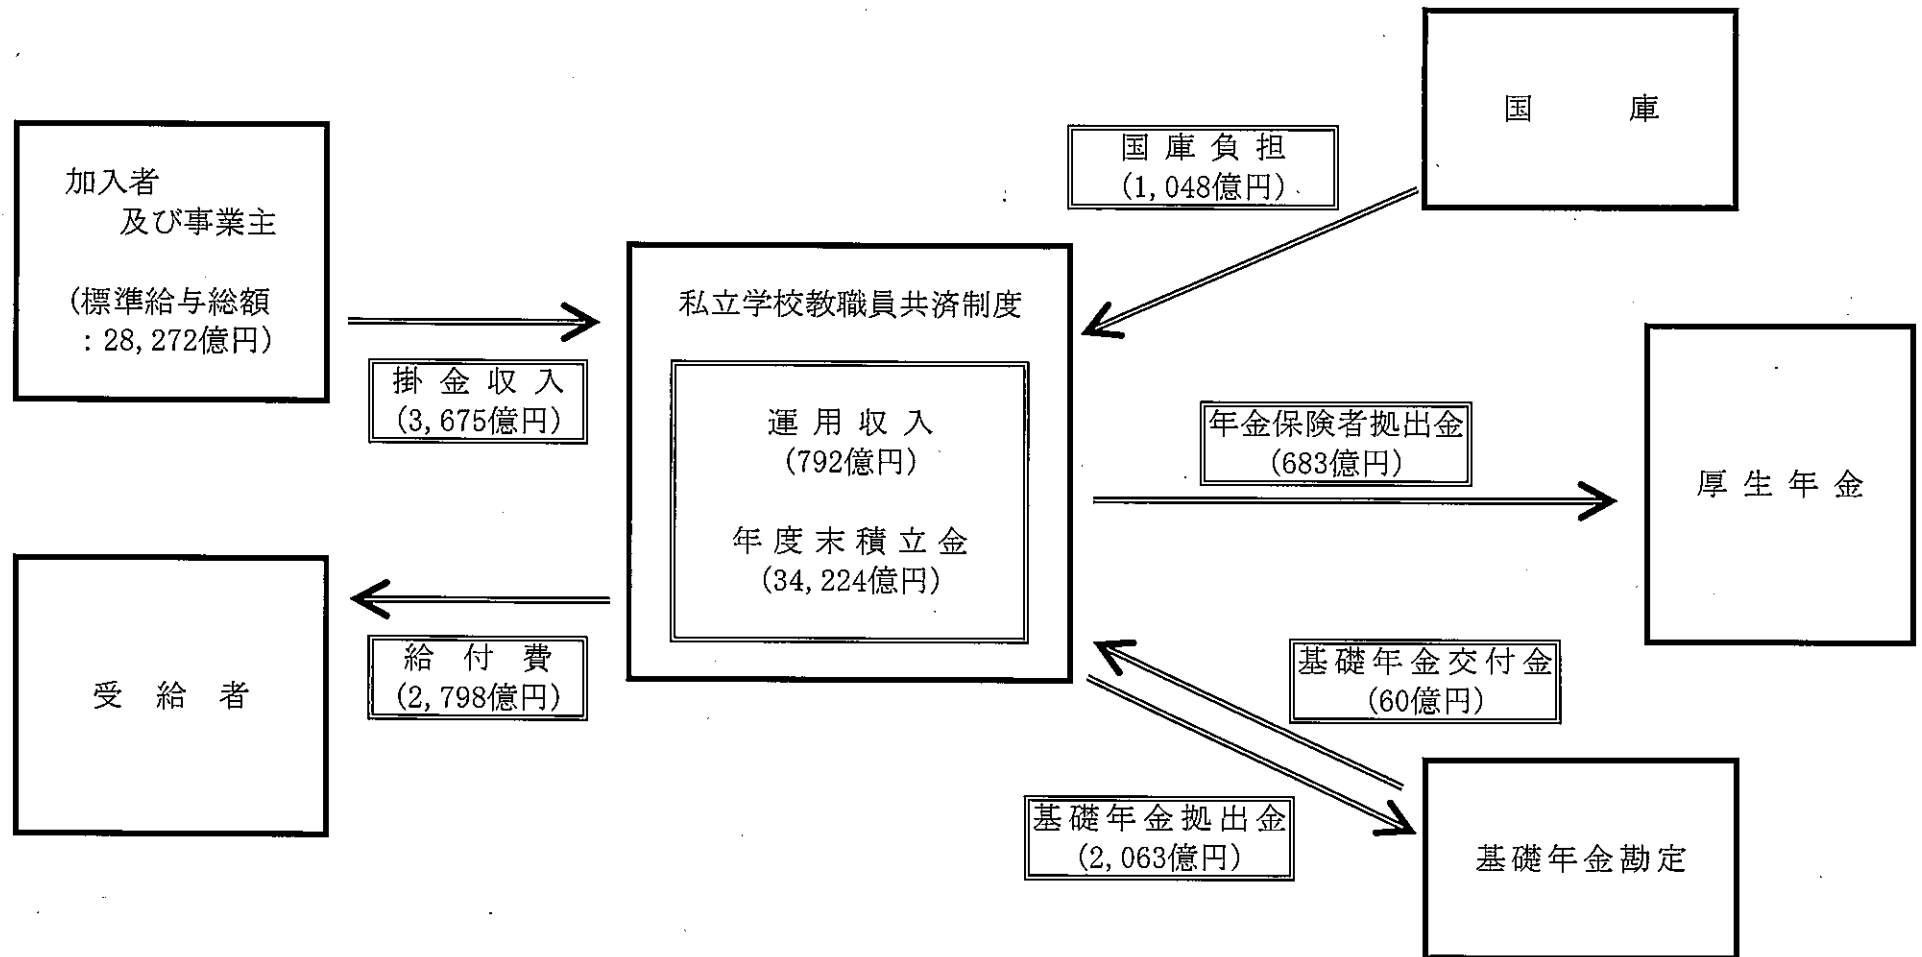 国庫
国庫負担
(1,048億円)
加入者
及び事業主
(標準給与総額
:28,272億円)
掛金収入
(3,675億円)
私立学校教職員共済制度
運用収入
(792億円)
年度末積立金
(34,224億円)
年金保険者拠出金
(683億円)
厚生年金
受給者
給付費
(2,798億円)
基礎年金交付金
(60億円)
基礎年金拠出金
(2,063億円)
基礎年金勘定